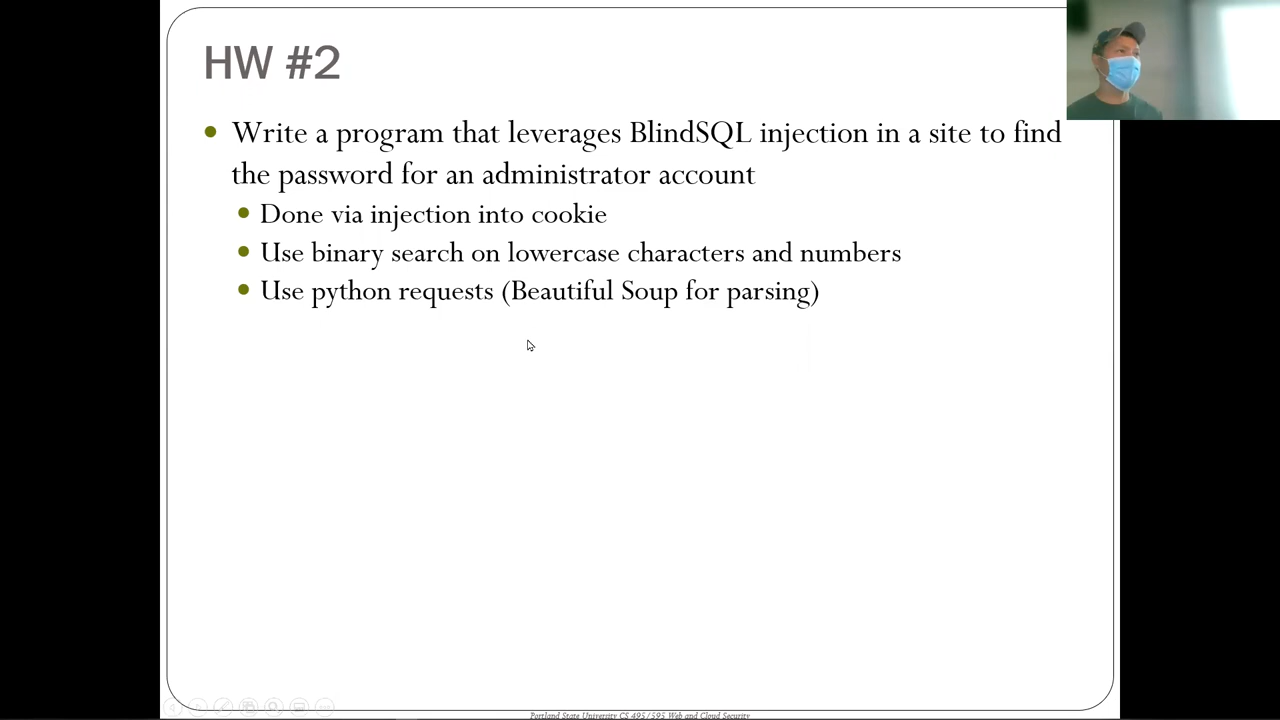 HW #2
Write a program that leverages BlindSQL injection in a site to find
the password for an administrator account
Done via injection into cookie
Use binary search on lowercase characters and numbers
Use python requests (Beautiful Soup for parsing)
Portland State University CS 495/595 Web and Cloud Security